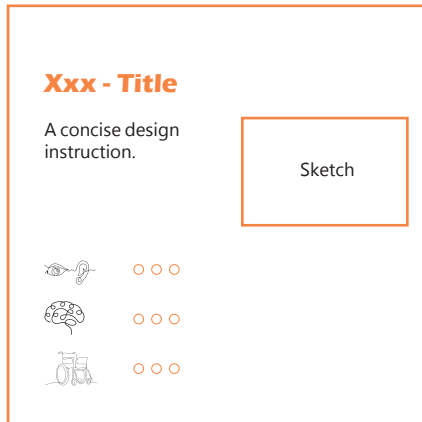 Xxx - Title
A concise design
instruction.
Sketch